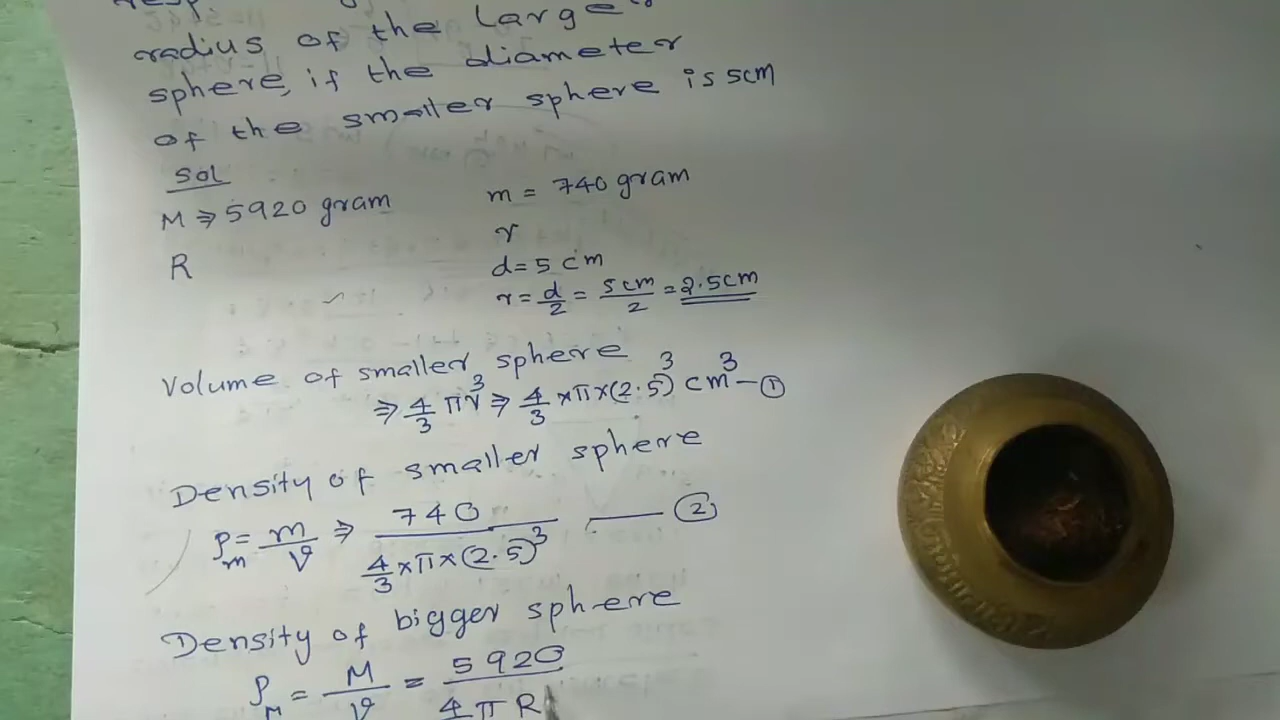 radius of the large
sphere, if the diameter
of the smaller sphere is 5cm
Sol
M ⇒ 5920 gram m = 740 gram
R r
d = 5 cm
r = d/2 = 5cm/2 = 2.5cm
Volume of smaller sphere
⇒ 4/3 πr³ ⇒ 4/3 × π × (2.5)³ cm³ — ①
Density of smaller sphere
ρm = m/v ⇒ 740 / 4/3 × π × (2.5)³ — ②
Density of bigger sphere
ρM = M/v = 5920 / 4 π R